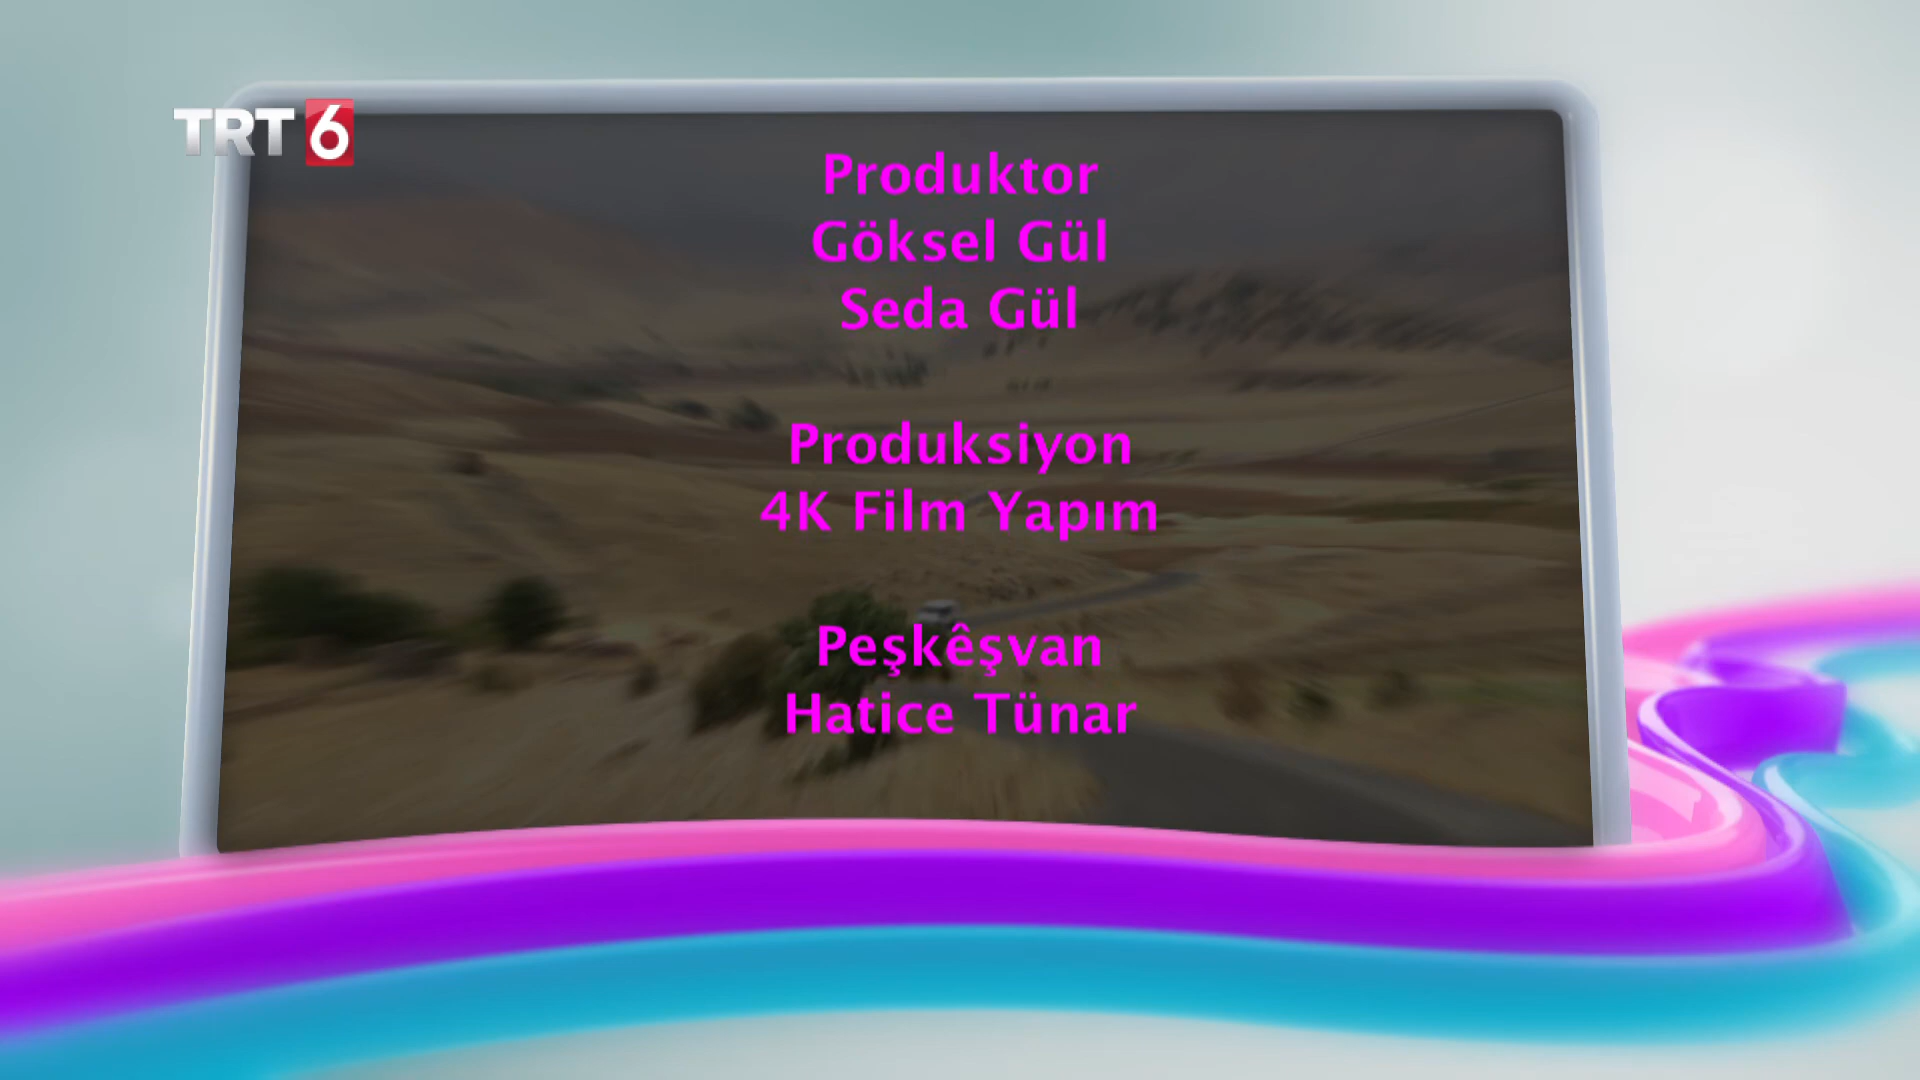 TRT 6
Produktor
Göksel Gül
Seda Gül
Produksiyon
4K Film Yapım
Peşkêşvan
Hatice Tünar